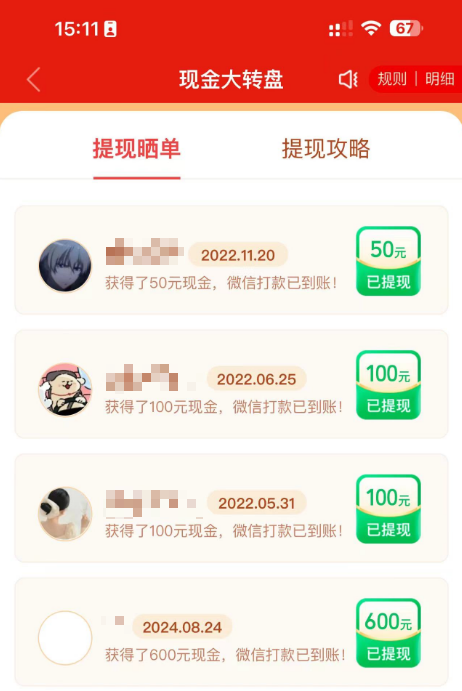 15:11
67
现金大转盘
规则 | 明细
提现晒单
提现攻略
2022.11.20
获得了50元现金，微信打款已到账！
50元
已提现
2022.06.25
获得了100元现金，微信打款已到账！
100元
已提现
2022.05.31
获得了100元现金，微信打款已到账！
100元
已提现
2024.08.24
获得了600元现金，微信打款已到账！
600元
已提现